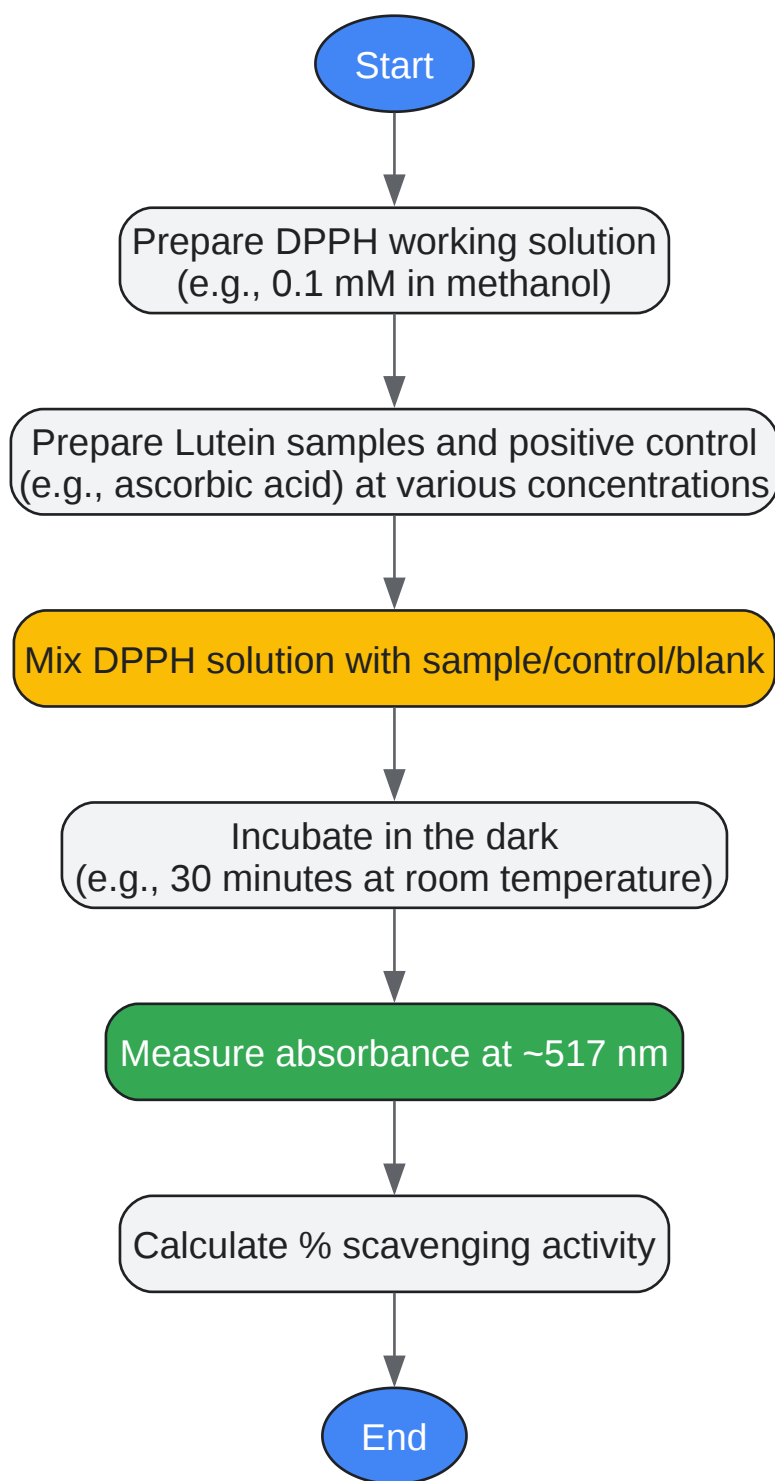 Start
Prepare DPPH working solution
(e.g., 0.1 mM in methanol)
Prepare Lutein samples and positive control
(e.g., ascorbic acid) at various concentrations
Mix DPPH solution with sample/control/blank
Incubate in the dark
(e.g., 30 minutes at room temperature)
Measure absorbance at ~517 nm
Calculate % scavenging activity
End